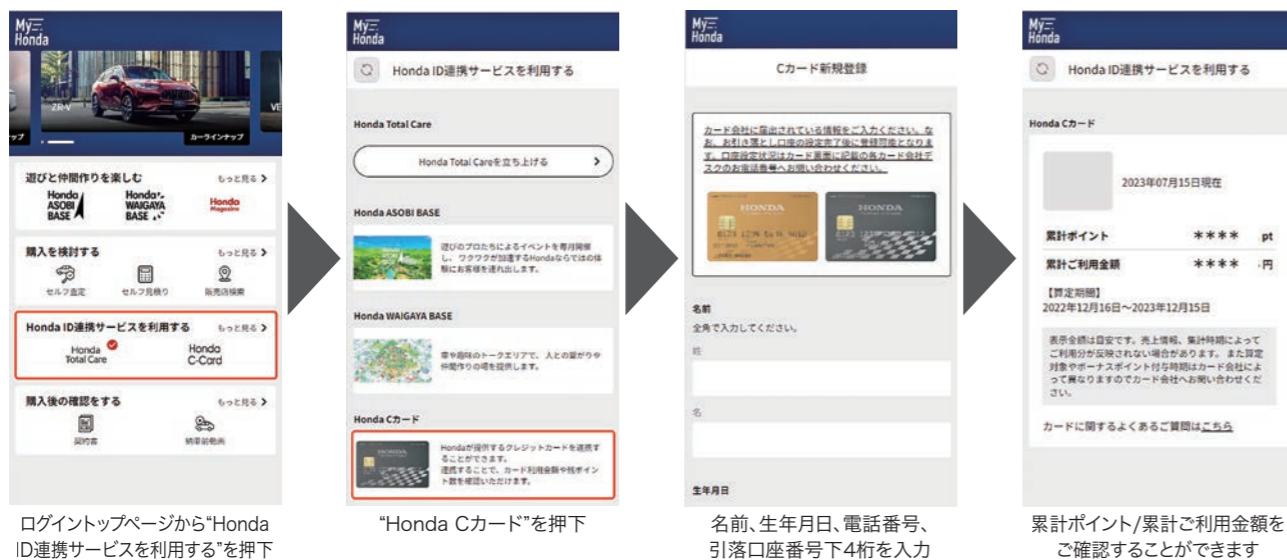 My
Honda
ZR-V
VE
ップ
カーラインナップ
遊びと仲間作りを楽しむ
もっと見る >
Honda
ASOBI
BASE
Honda
WAIGAYA
BASE
Honda
Magazine
購入を検討する
もっと見る >
セルフ査定
セルフ見積り
販売店検索
Honda ID連携サービスを利用する
もっと見る >
Honda
Total Care
Honda
C-Card
購入後の確認をする
もっと見る >
契約書
納車前動画
ログイントップページから“Honda
ID連携サービスを利用する”を押下
My
Honda
Honda ID連携サービスを利用する
Honda Total Care
Honda Total Careを立ち上げる >
Honda ASOBI BASE
遊びのプロたちによるイベントを毎月開催
し、ワクワクが加速するHondaならではの体
験にお客様を連れ出します。
Honda WAIGAYA BASE
車や趣味のトークエリアで、人との繋がりや
仲間作りの場を提供します。
Honda Cカード
HONDA
Hondaが提供するクレジットカードを連携す
ることができます。
連携することで、カード利用金額や残ポイン
ト数を確認いただけます。
“Honda Cカード”を押下
My
Honda
Cカード新規登録
カード会社に届出されている情報をご入力ください。な
お、お引き落とし口座の設定完了後に登録可能となりま
す。口座設定状況はカード裏面に記載の各カード会社デ
スクのお電話番号へお問い合わせください。
HONDA
HONDA
名前
全角で入力してください。
姓
名
生年月日
名前、生年月日、電話番号、
引落口座番号下4桁を入力
My
Honda
Honda ID連携サービスを利用する
Honda Cカード
2023年07月15日現在
累計ポイント **** pt
累計ご利用金額 **** 円
【算定期間】
2022年12月16日～2023年12月15日
表示金額は目安です。売上情報、集計時期によって
ご利用分が反映されない場合があります。また算定
対象やボーナスポイント付与時期はカード会社によ
って異なりますのでカード会社へお問い合わせくだ
さい。
カードに関するよくあるご質問はこちら
累計ポイント/累計ご利用金額を
ご確認することができます